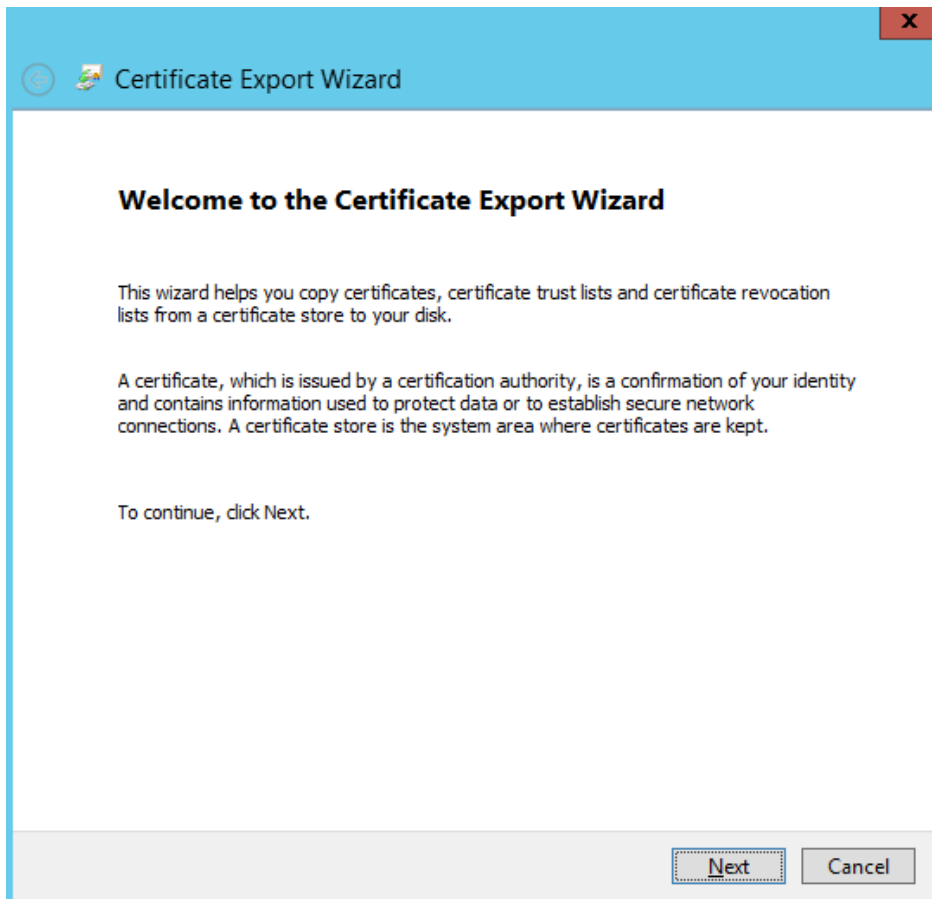 x
Certificate Export Wizard
Welcome to the Certificate Export Wizard
This wizard helps you copy certificates, certificate trust lists and certificate revocation
lists from a certificate store to your disk.
A certificate, which is issued by a certification authority, is a confirmation of your identity
and contains information used to protect data or to establish secure network
connections. A certificate store is the system area where certificates are kept.
To continue, click Next.
Next Cancel